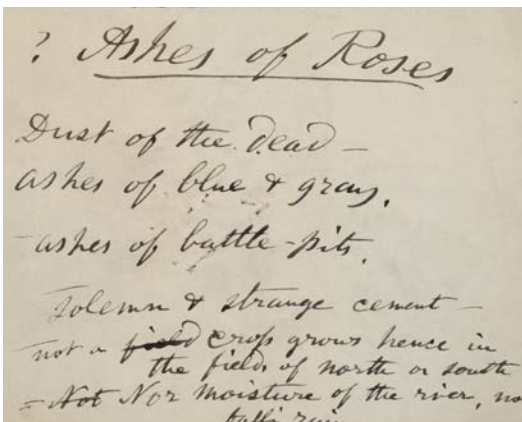 ? Ashes of Roses
Dust of the dead –
ashes of blue & gray,
– ashes of battle-pits,
Solemn & strange cement –
– not a field crop grows hence in
the fields of north or south
– Not Nor moisture of the river, no